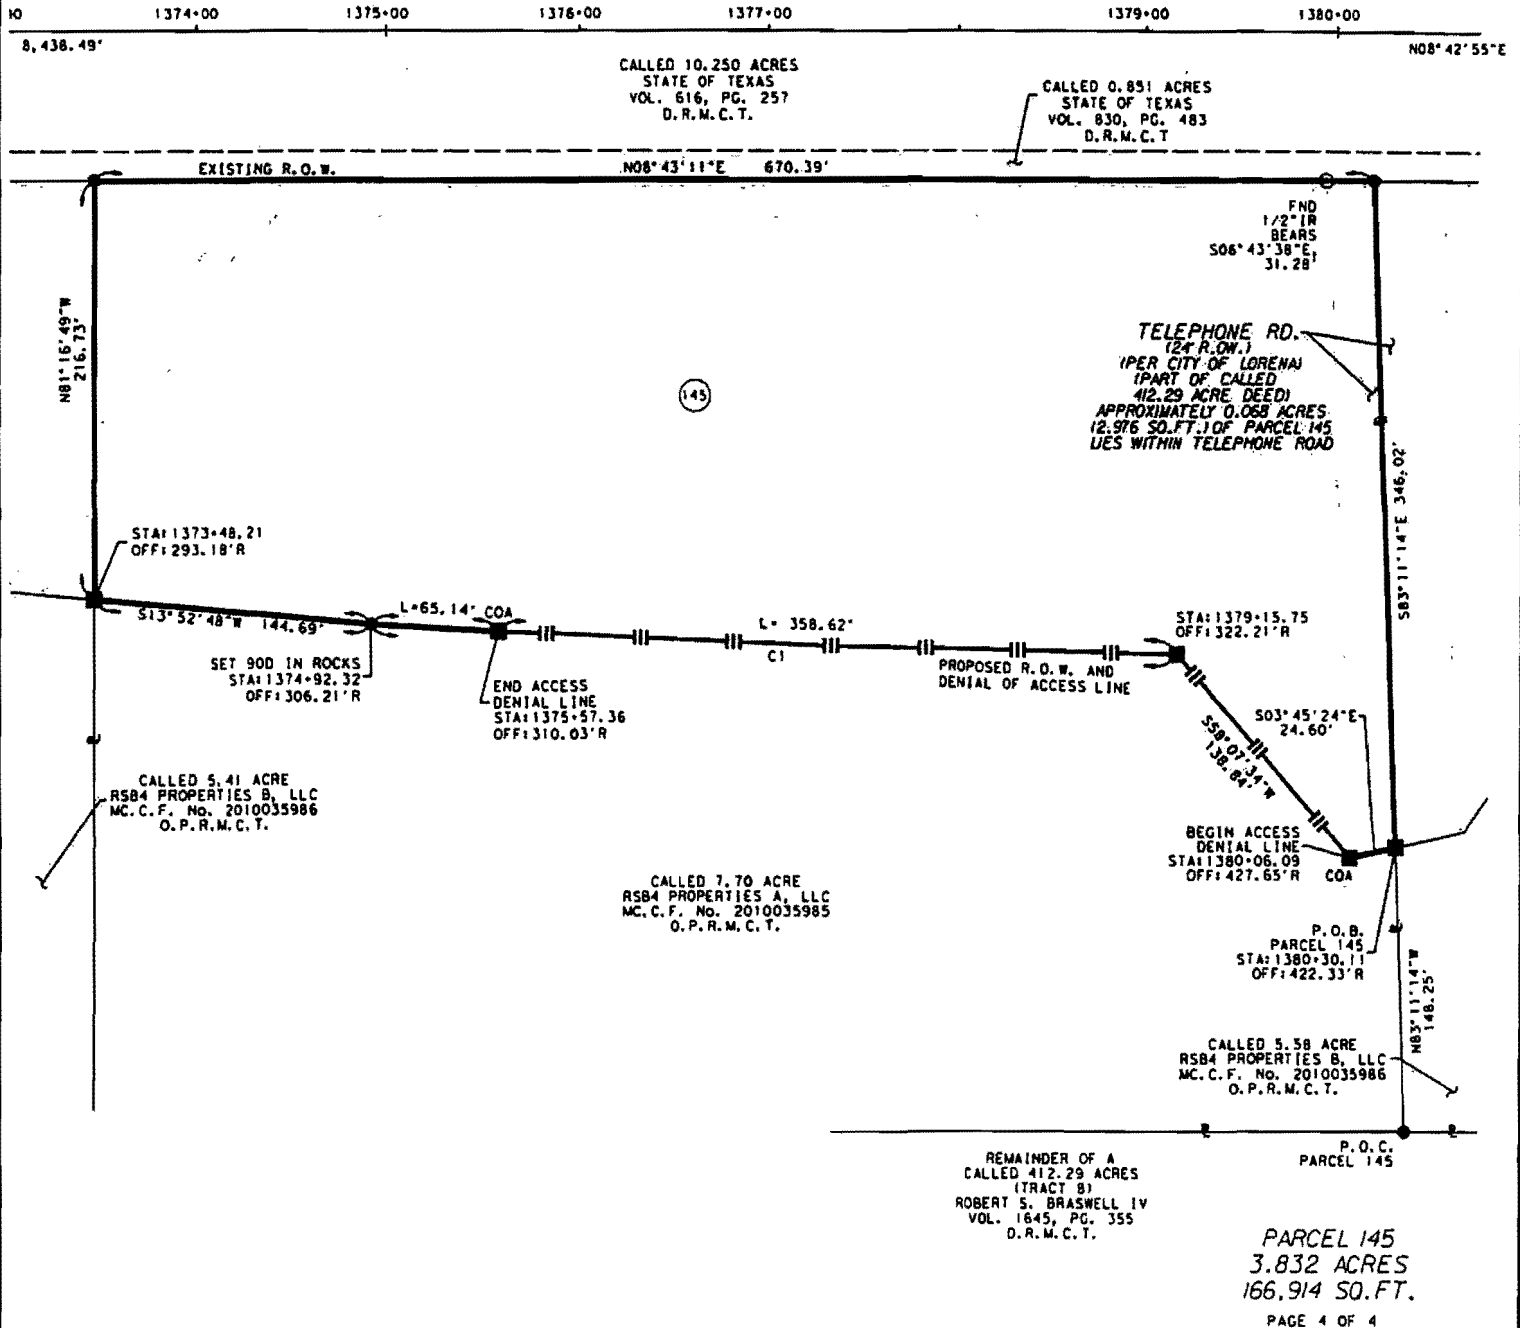 1374+00
1375+00
1376+00
1377+00
1379+00
1380+00
8,438.49'
N08°42'55"E
CALLED 10.250 ACRES
STATE OF TEXAS
VOL. 616, PG. 257
D.R.M.C.T.
CALLED 0.851 ACRES
STATE OF TEXAS
VOL. 830, PG. 483
D.R.M.C.T
EXISTING R.O.W.
N08°43'11"E 670.39'
FND
1/2"IR
BEARS
S06°43'38"E,
31.28'
N81°16'49"W
216.73'
TELEPHONE RD.
(24' R.O.W.)
(PER CITY OF LORENA)
(PART OF CALLED
412.29 ACRE DEED)
APPROXIMATELY 0.068 ACRES
(2,976 SQ.FT.) OF PARCEL 145
LIES WITHIN TELEPHONE ROAD
145
S83°11'14"E 346.02'
STA:1373+48.21
OFF:293.18'R
S13°52'48"W 144.69'
L=65.14' COA
L= 358.62'
C1
STA:1379+15.75
OFF:322.21'R
SET 90D IN ROCKS
STA:1374+92.32
OFF:306.21'R
END ACCESS
DENIAL LINE
STA:1375+57.36
OFF:310.03'R
PROPOSED R.O.W. AND
DENIAL OF ACCESS LINE
S03°45'24"E
24.60'
S58°07'34"W
138.84'
CALLED 5.41 ACRE
RSB4 PROPERTIES B, LLC
MC.C.F. No. 2010035986
O.P.R.M.C.T.
BEGIN ACCESS
DENIAL LINE
STA:1380+06.09
OFF:427.65'R
COA
CALLED 7.70 ACRE
RSB4 PROPERTIES A, LLC
MC.C.F. No. 2010035985
O.P.R.M.C.T.
P.O.B.
PARCEL 145
STA:1380+30.11
OFF:422.33'R
N83°11'14"W
148.25'
CALLED 5.58 ACRE
RSB4 PROPERTIES B, LLC
MC.C.F. No. 2010035986
O.P.R.M.C.T.
P.O.C.
PARCEL 145
REMAINDER OF A
CALLED 412.29 ACRES
(TRACT B)
ROBERT S. BRASWELL IV
VOL. 1645, PG. 355
D.R.M.C.T.
PARCEL 145
3.832 ACRES
166,914 SQ.FT.
PAGE 4 OF 4